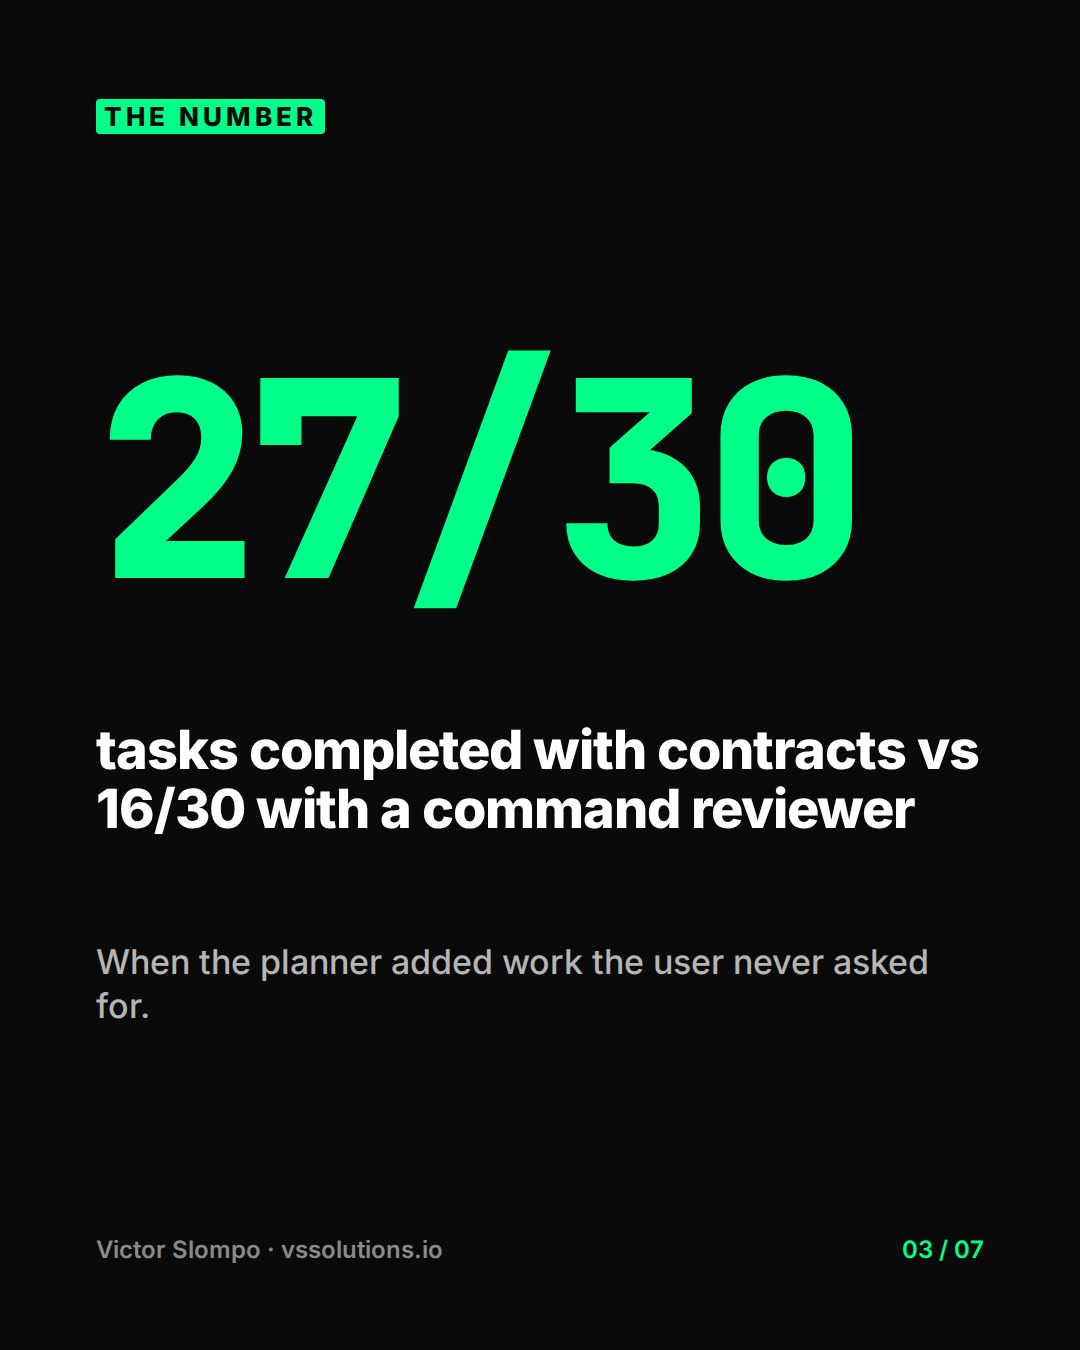 THE NUMBER
27/30
tasks completed with contracts vs
16/30 with a command reviewer
When the planner added work the user never asked
for.
Victor Slompo · vssolutions.io
03 / 07